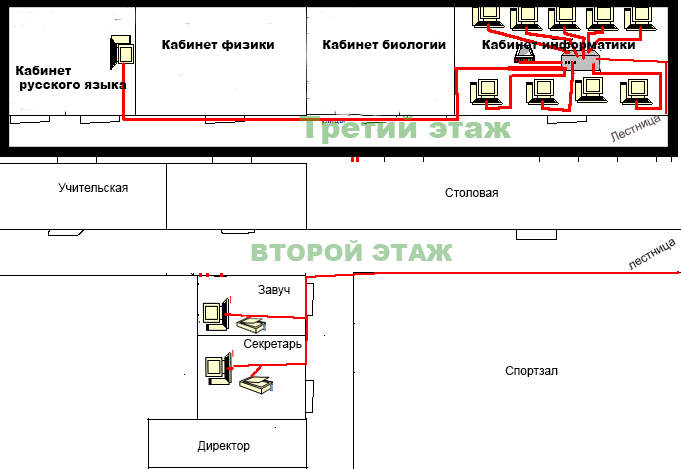 Кабинет физики
Кабинет биологии
Кабинет информатики
Кабинет
русского языка
Третий этаж
Лестница
Учительская
Столовая
ВТОРОЙ ЭТАЖ
лестница
Завуч
Секретарь
Спортзал
Директор